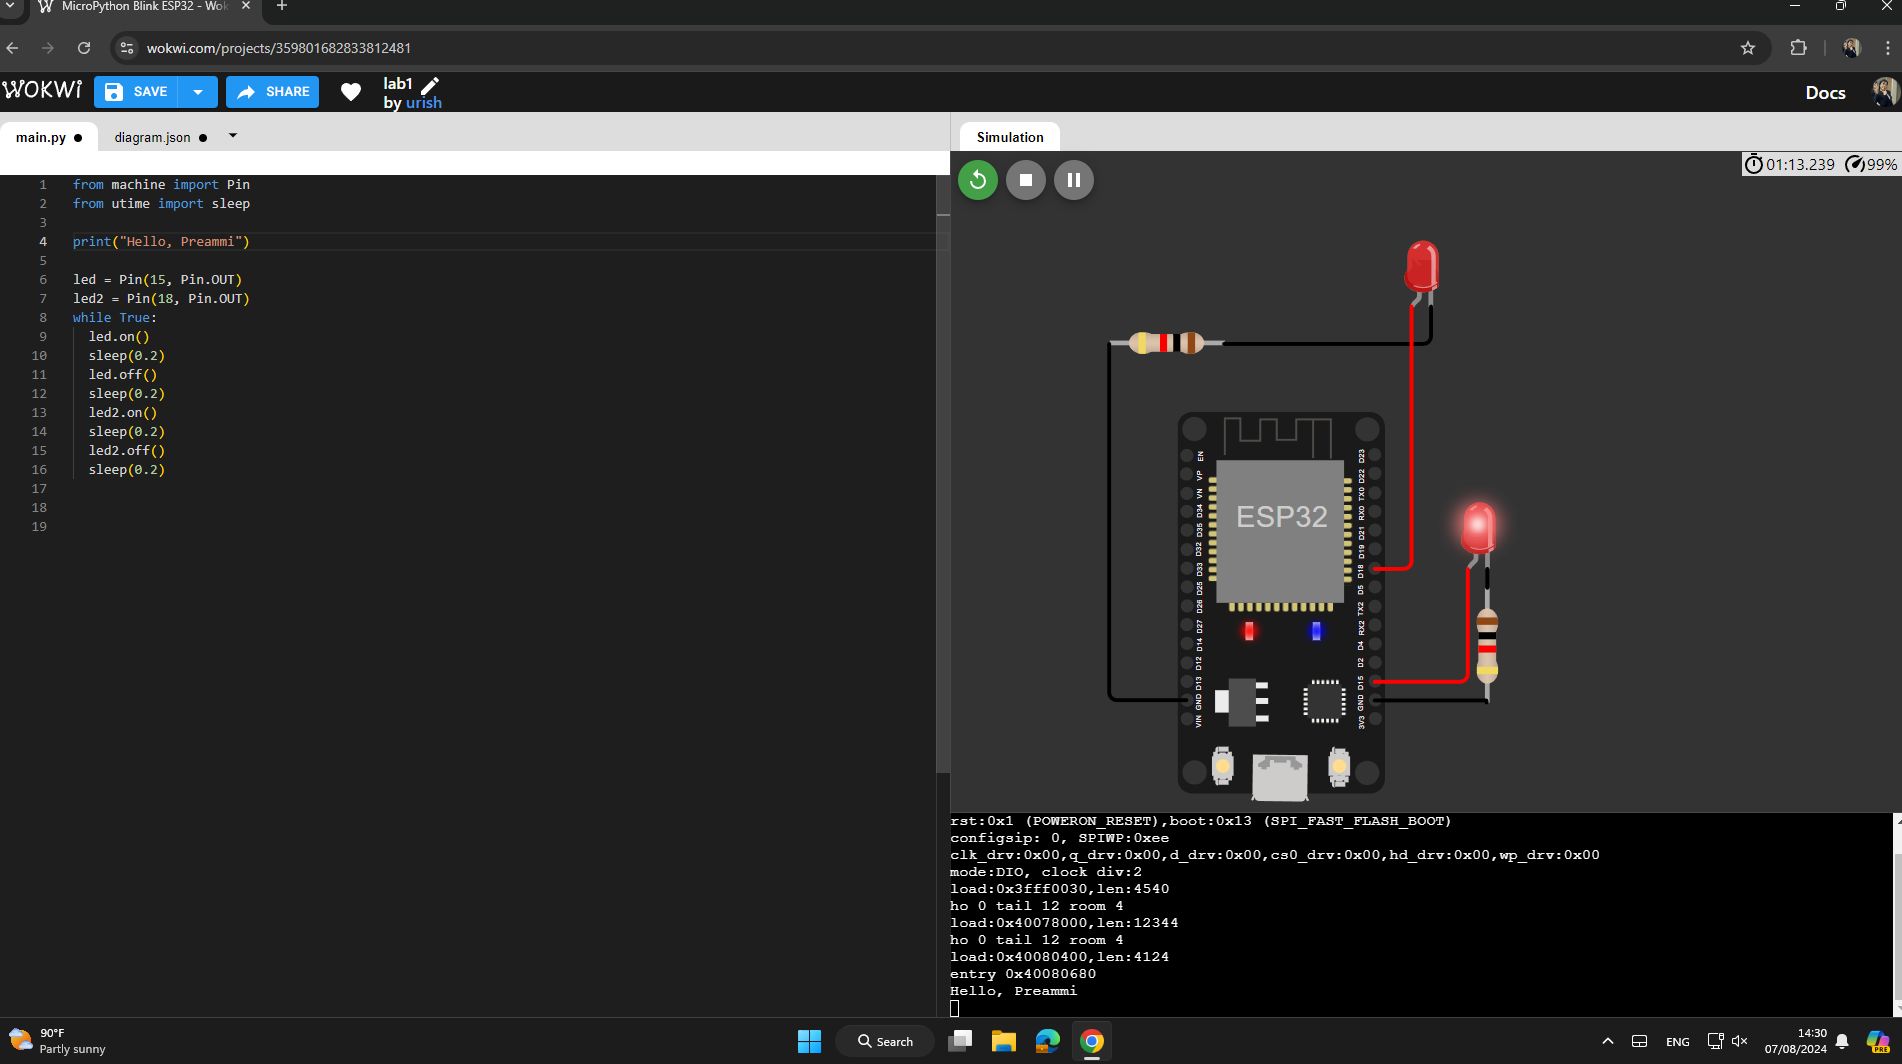 MicroPython Blink ESP32 - Wok
wokwi.com/projects/359801682833812481
WOKWi
SAVE
SHARE
lab1
by urish
Docs
main.py
diagram.json
Simulation
01:13.239
99%
1 from machine import Pin
2 from utime import sleep
3
4 print("Hello, Preammi")
5
6 led = Pin(15, Pin.OUT)
7 led2 = Pin(18, Pin.OUT)
8 while True:
9 led.on()
10 sleep(0.2)
11 led.off()
12 sleep(0.2)
13 led2.on()
14 sleep(0.2)
15 led2.off()
16 sleep(0.2)
17
18
19
ESP32
EN
VP
VN
D34
D35
D32
D33
D25
D26
D27
D14
D12
D13
GND
VIN
D23
D22
TX0
RX0
D21
D19
D18
D5
TX2
RX2
D4
D2
D15
GND
3V3
rst:0x1 (POWERON_RESET),boot:0x13 (SPI_FAST_FLASH_BOOT)
configsip: 0, SPIWP:0xee
clk_drv:0x00,q_drv:0x00,d_drv:0x00,cs0_drv:0x00,hd_drv:0x00,wp_drv:0x00
mode:DIO, clock div:2
load:0x3fff0030,len:4540
ho 0 tail 12 room 4
load:0x40078000,len:12344
ho 0 tail 12 room 4
load:0x40080400,len:4124
entry 0x40080680
Hello, Preammi
90°F
Partly sunny
Search
ENG
14:30
07/08/2024
PRE